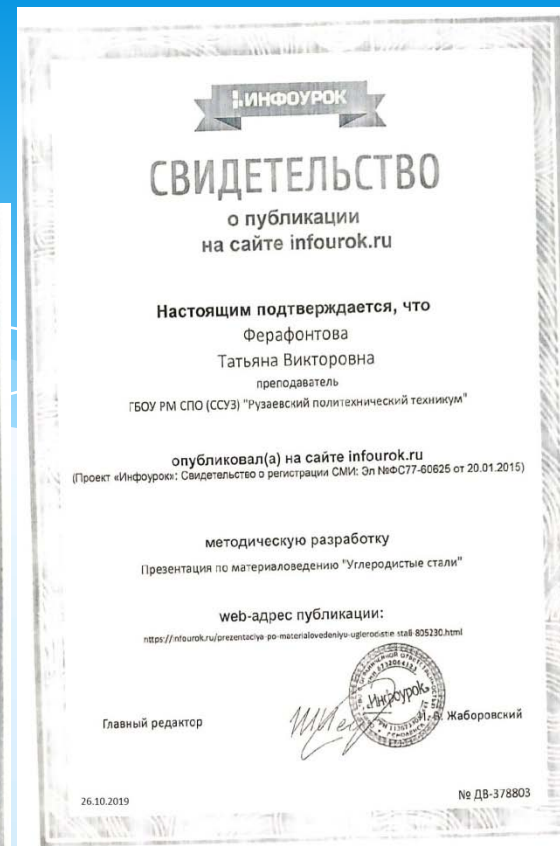 ИНФОУРОК
СВИДЕТЕЛЬСТВО
о публикации
на сайте infourok.ru
Настоящим подтверждается, что
Ферафонтова
Татьяна Викторовна
преподаватель
ГБОУ РМ СПО (ССУЗ) "Рузаевский политехнический техникум"
опубликовал(а) на сайте infourok.ru
(Проект «Инфоурок»: Свидетельство о регистрации СМИ: Эл №ФС77-60625 от 20.01.2015)
методическую разработку
Презентация по материаловедению "Углеродистые стали"
web-адрес публикации:
https://infourok.ru/prezentaciya-po-materialovedeniyu-uglerodistie-stali-805230.html
Инфоурок
Главный редактор
И. В. Жаборовский
26.10.2019
№ ДВ-378803